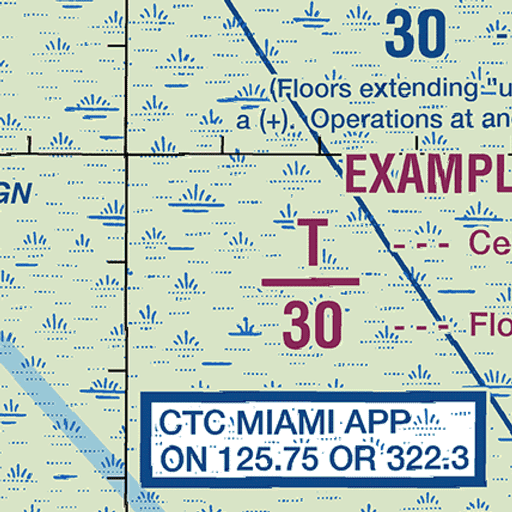 30 -
(Floors extending "u
a (+). Operations at an
EXAMPL
GN
T --- Ce
30 --- Flo
CTC MIAMI APP
ON 125.75 OR 322.3